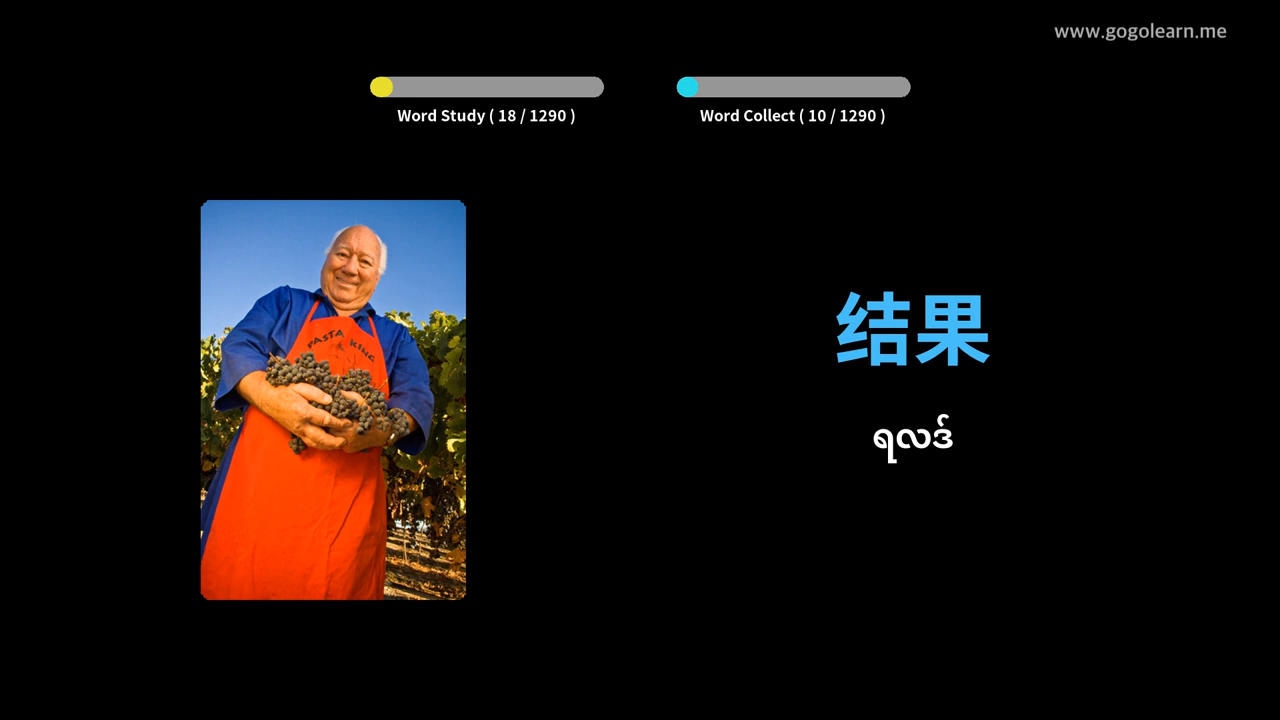 www.gogolearn.me
Word Study ( 18 / 1290 )
Word Collect ( 10 / 1290 )
PASTA KING
结果
ရလဒ်